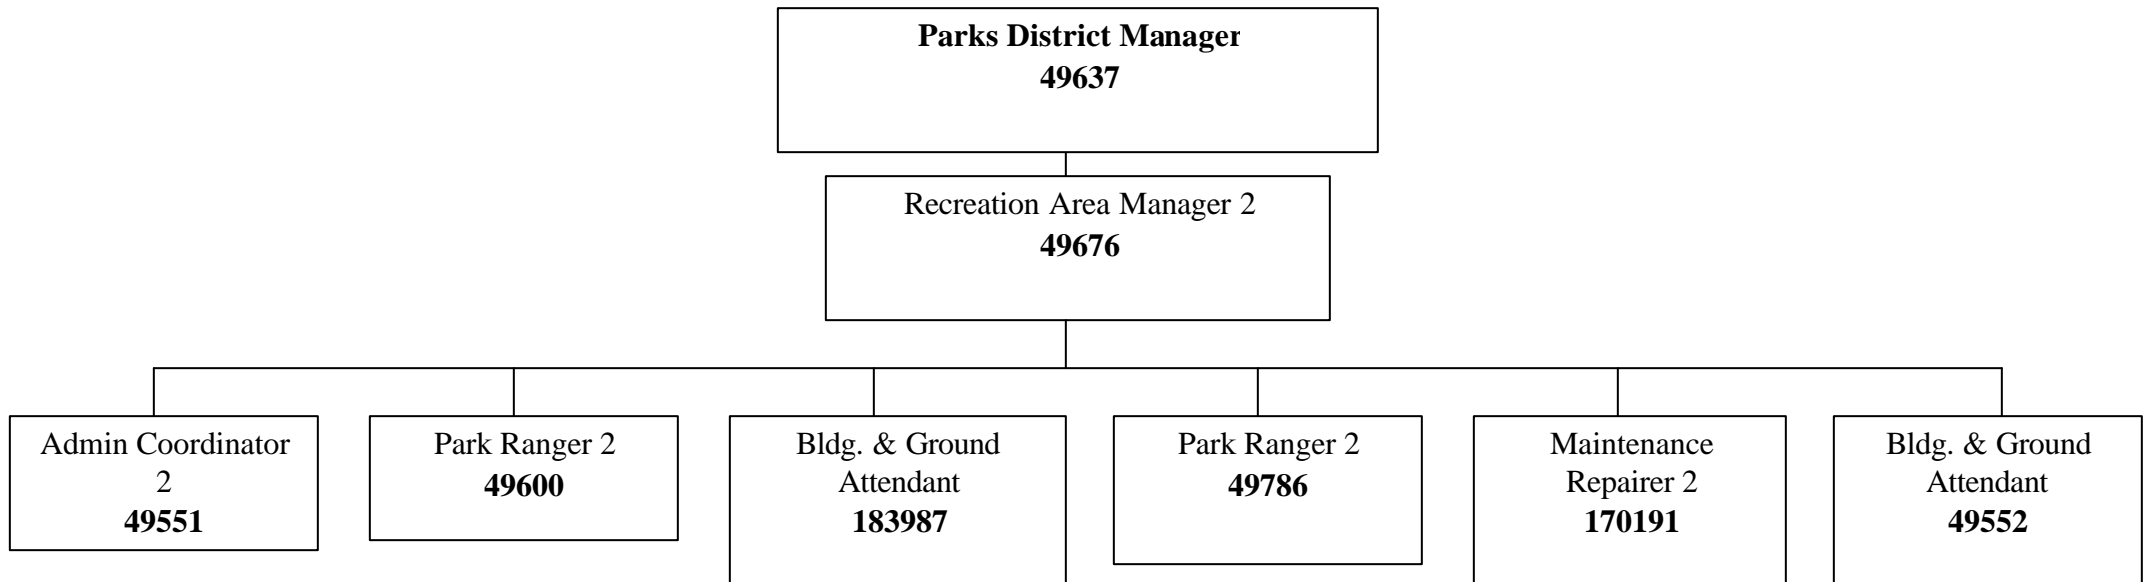 Parks District Manager
49637
Recreation Area Manager 2
49676
Admin Coordinator
2
49551
Park Ranger 2
49600
Bldg. & Ground
Attendant
183987
Park Ranger 2
49786
Maintenance
Repairer 2
170191
Bldg. & Ground
Attendant
49552